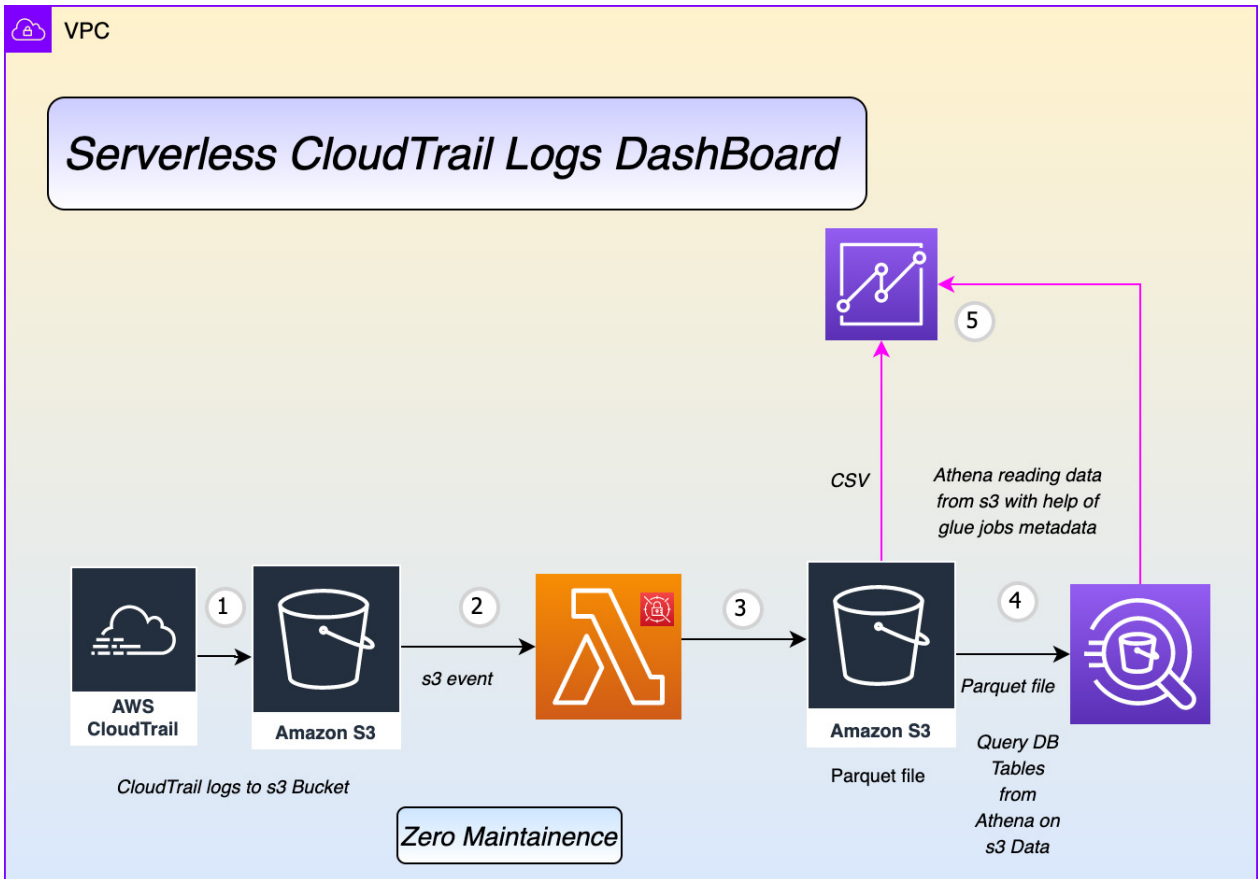 VPC
Serverless CloudTrail Logs DashBoard
5
CSV
Athena reading data
from s3 with help of
glue jobs metadata
1
2
3
4
s3 event
Parquet file
AWS
CloudTrail
Amazon S3
Amazon S3
CloudTrail logs to s3 Bucket
Parquet file
Query DB
Tables
from
Athena on
s3 Data
Zero Maintainence